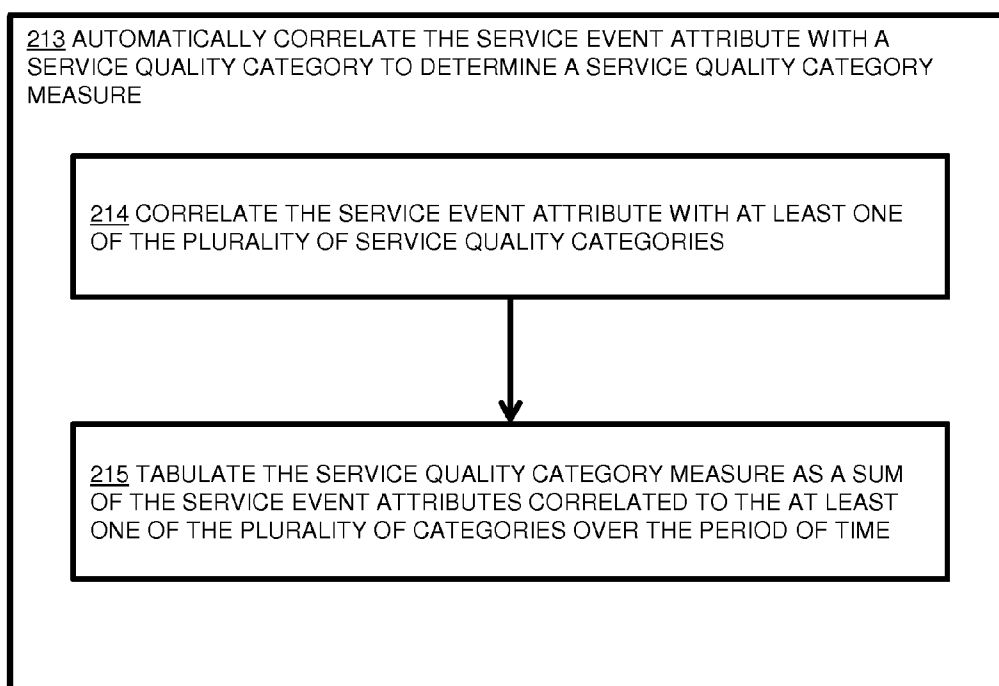 213 AUTOMATICALLY CORRELATE THE SERVICE EVENT ATTRIBUTE WITH A
SERVICE QUALITY CATEGORY TO DETERMINE A SERVICE QUALITY CATEGORY
MEASURE
214 CORRELATE THE SERVICE EVENT ATTRIBUTE WITH AT LEAST ONE
OF THE PLURALITY OF SERVICE QUALITY CATEGORIES
215 TABULATE THE SERVICE QUALITY CATEGORY MEASURE AS A SUM
OF THE SERVICE EVENT ATTRIBUTES CORRELATED TO THE AT LEAST
ONE OF THE PLURALITY OF CATEGORIES OVER THE PERIOD OF TIME